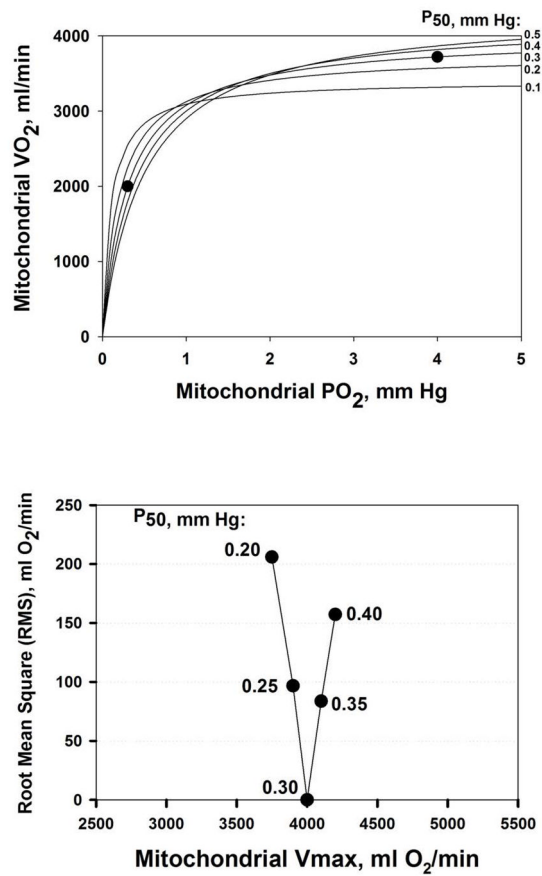 P50, mm Hg:
0.5
4000
0.4
0.3
0.2
3000
0.1
2000
1000
0
0 1 2 3 4 5
Mitochondrial VO2, ml/min
Mitochondrial PO2, mm Hg
250
P50, mm Hg:
0.20
200
0.40
150
100
0.25
0.35
50
0.30
0
2500 3000 3500 4000 4500 5000 5500
Root Mean Square (RMS), ml O2/min
Mitochondrial Vmax, ml O2/min